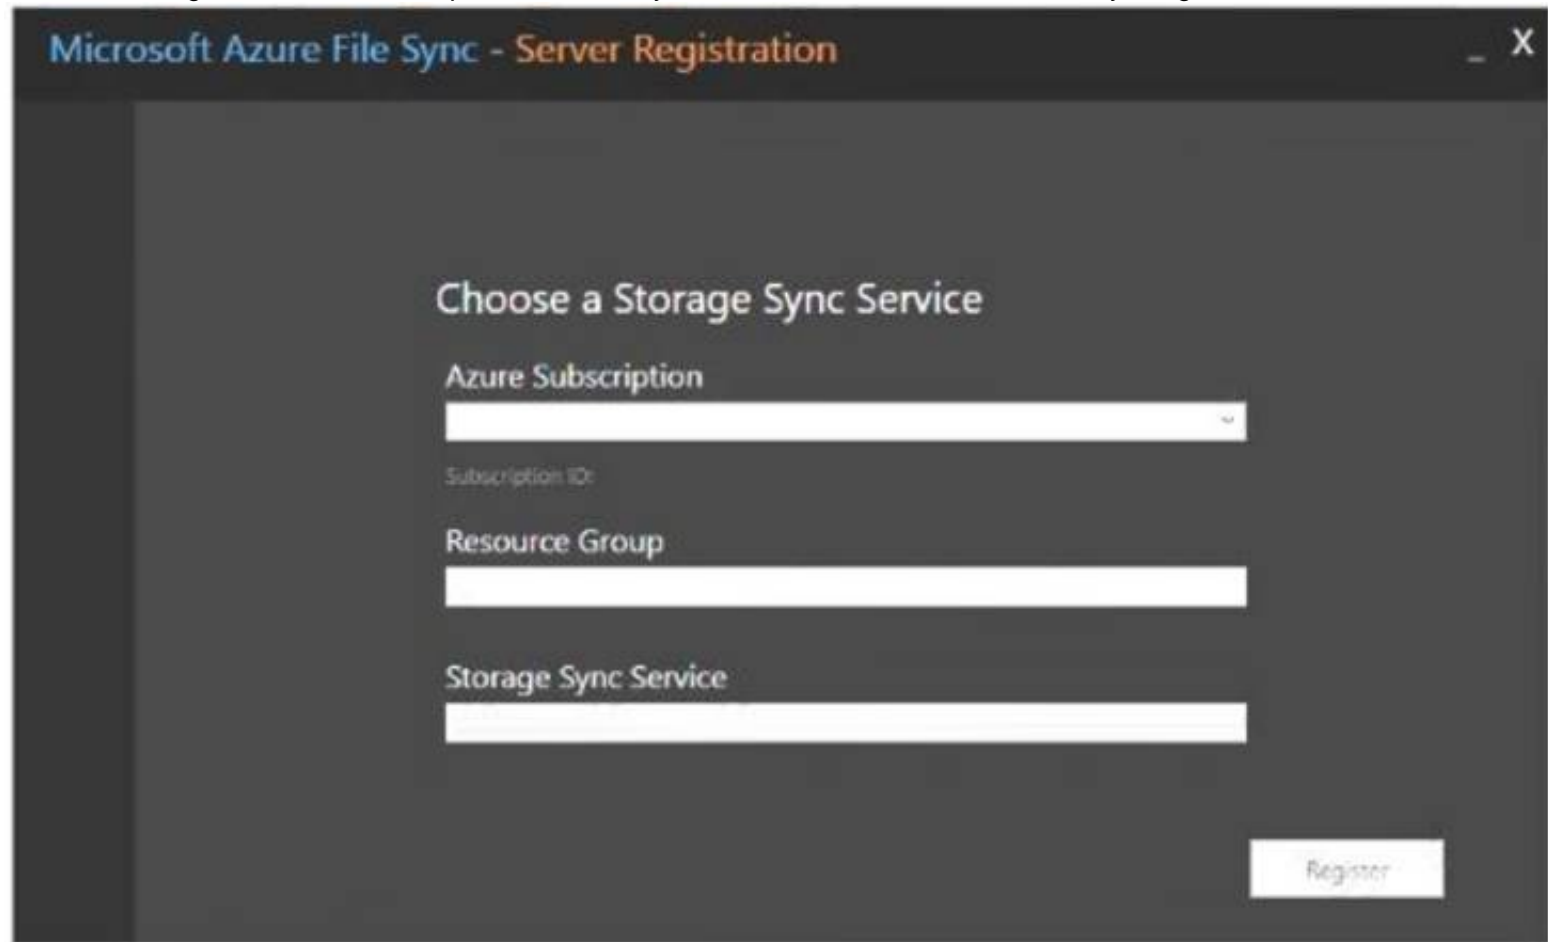 Microsoft Azure File Sync - Server Registration
_ X
Choose a Storage Sync Service
Azure Subscription
Subscription ID:
Resource Group
Storage Sync Service
Register